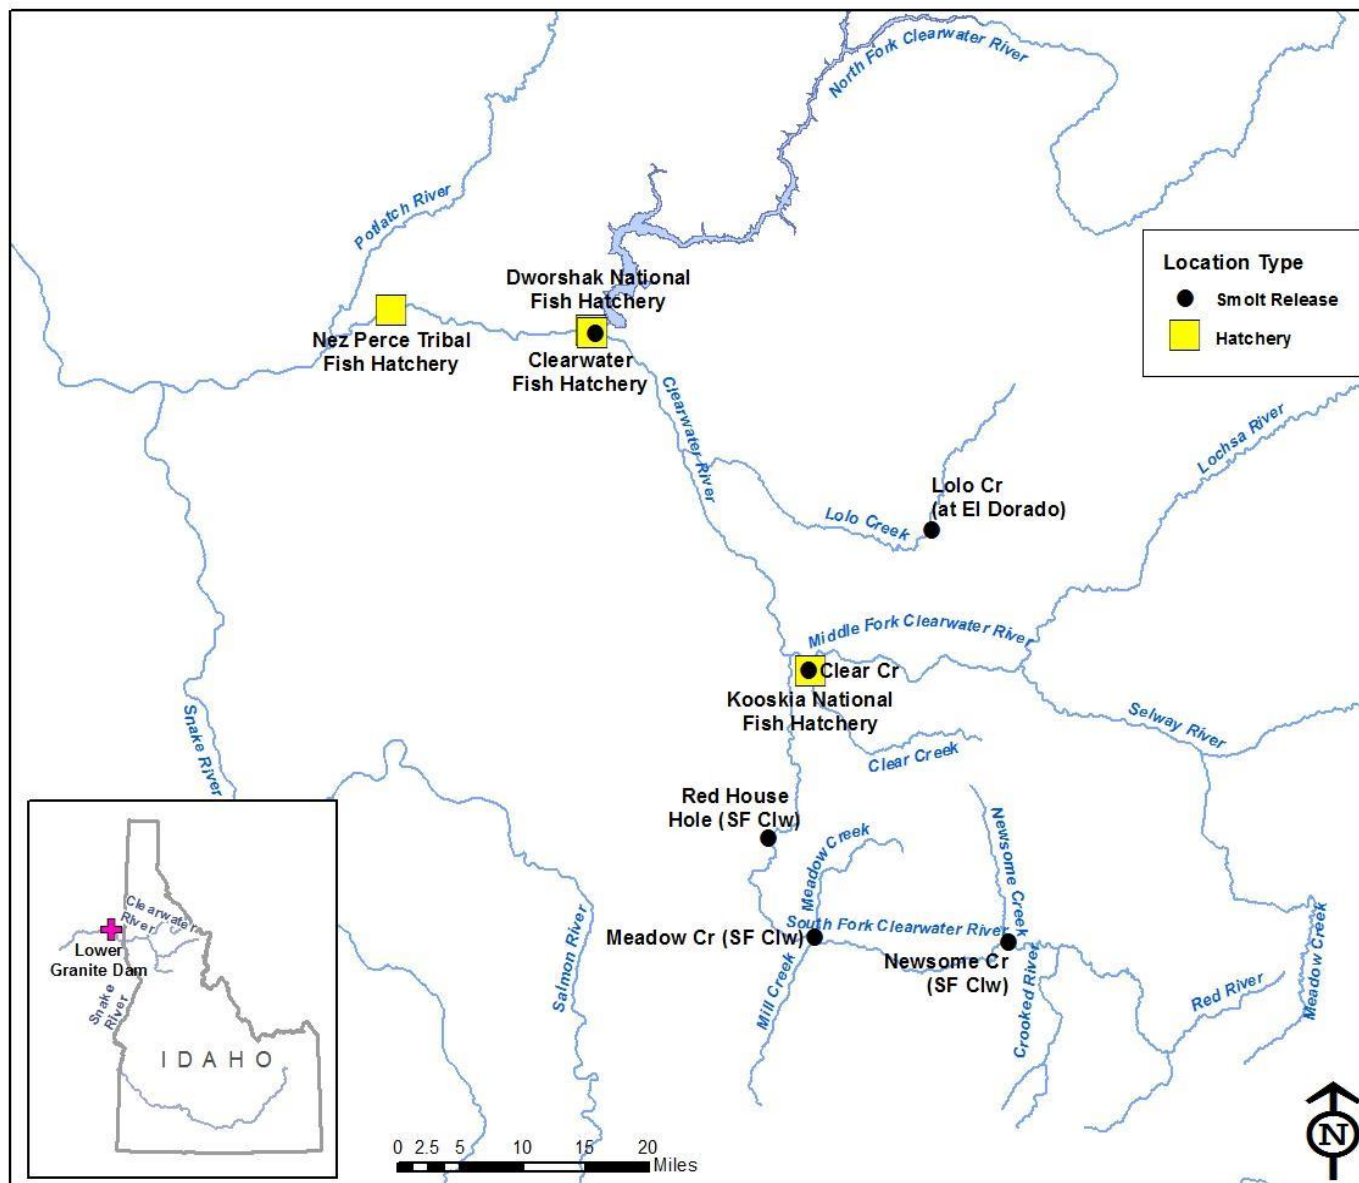 North Fork Clearwater River
Potlatch River
Location Type
Smolt Release
Hatchery
Dworshak National
Fish Hatchery
Nez Perce Tribal
Fish Hatchery
Clearwater
Fish Hatchery
Clearwater River
Lochsa River
Lolo Cr
(at El Dorado)
Lolo Creek
Middle Fork Clearwater River
Clear Cr
Kooskia National
Fish Hatchery
Selway River
Snake River
Clear Creek
Red House
Hole (SF Clw)
Meadow Creek
Newsome Creek
South Fork Clearwater River
Meadow Cr (SF Clw)
Newsome Cr
(SF Clw)
Salmon River
Mill Creek
Crooked River
Red River
Meadow Creek
Clearwater
River
Lower
Granite Dam
Snake
River
IDAHO
0 2.5 5 10 15 20
Miles
N